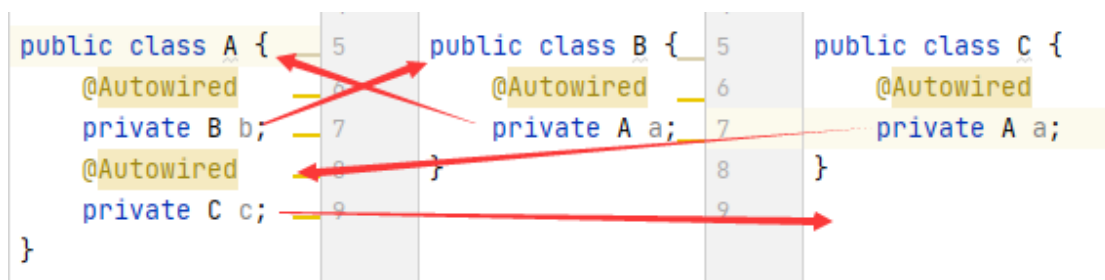 public class A {
@Autowired
private B b;
@Autowired
private C c;
}
5
6
7
8
9
public class B {
@Autowired
private A a;
}
5
6
7
8
9
public class C {
@Autowired
private A a;
}